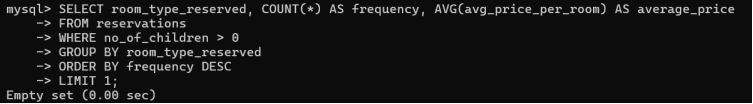 mysql> SELECT room_type_reserved, COUNT(*) AS frequency, AVG(avg_price_per_room) AS average_price
    -> FROM reservations
    -> WHERE no_of_children > 0
    -> GROUP BY room_type_reserved
    -> ORDER BY frequency DESC
    -> LIMIT 1;
Empty set (0.00 sec)